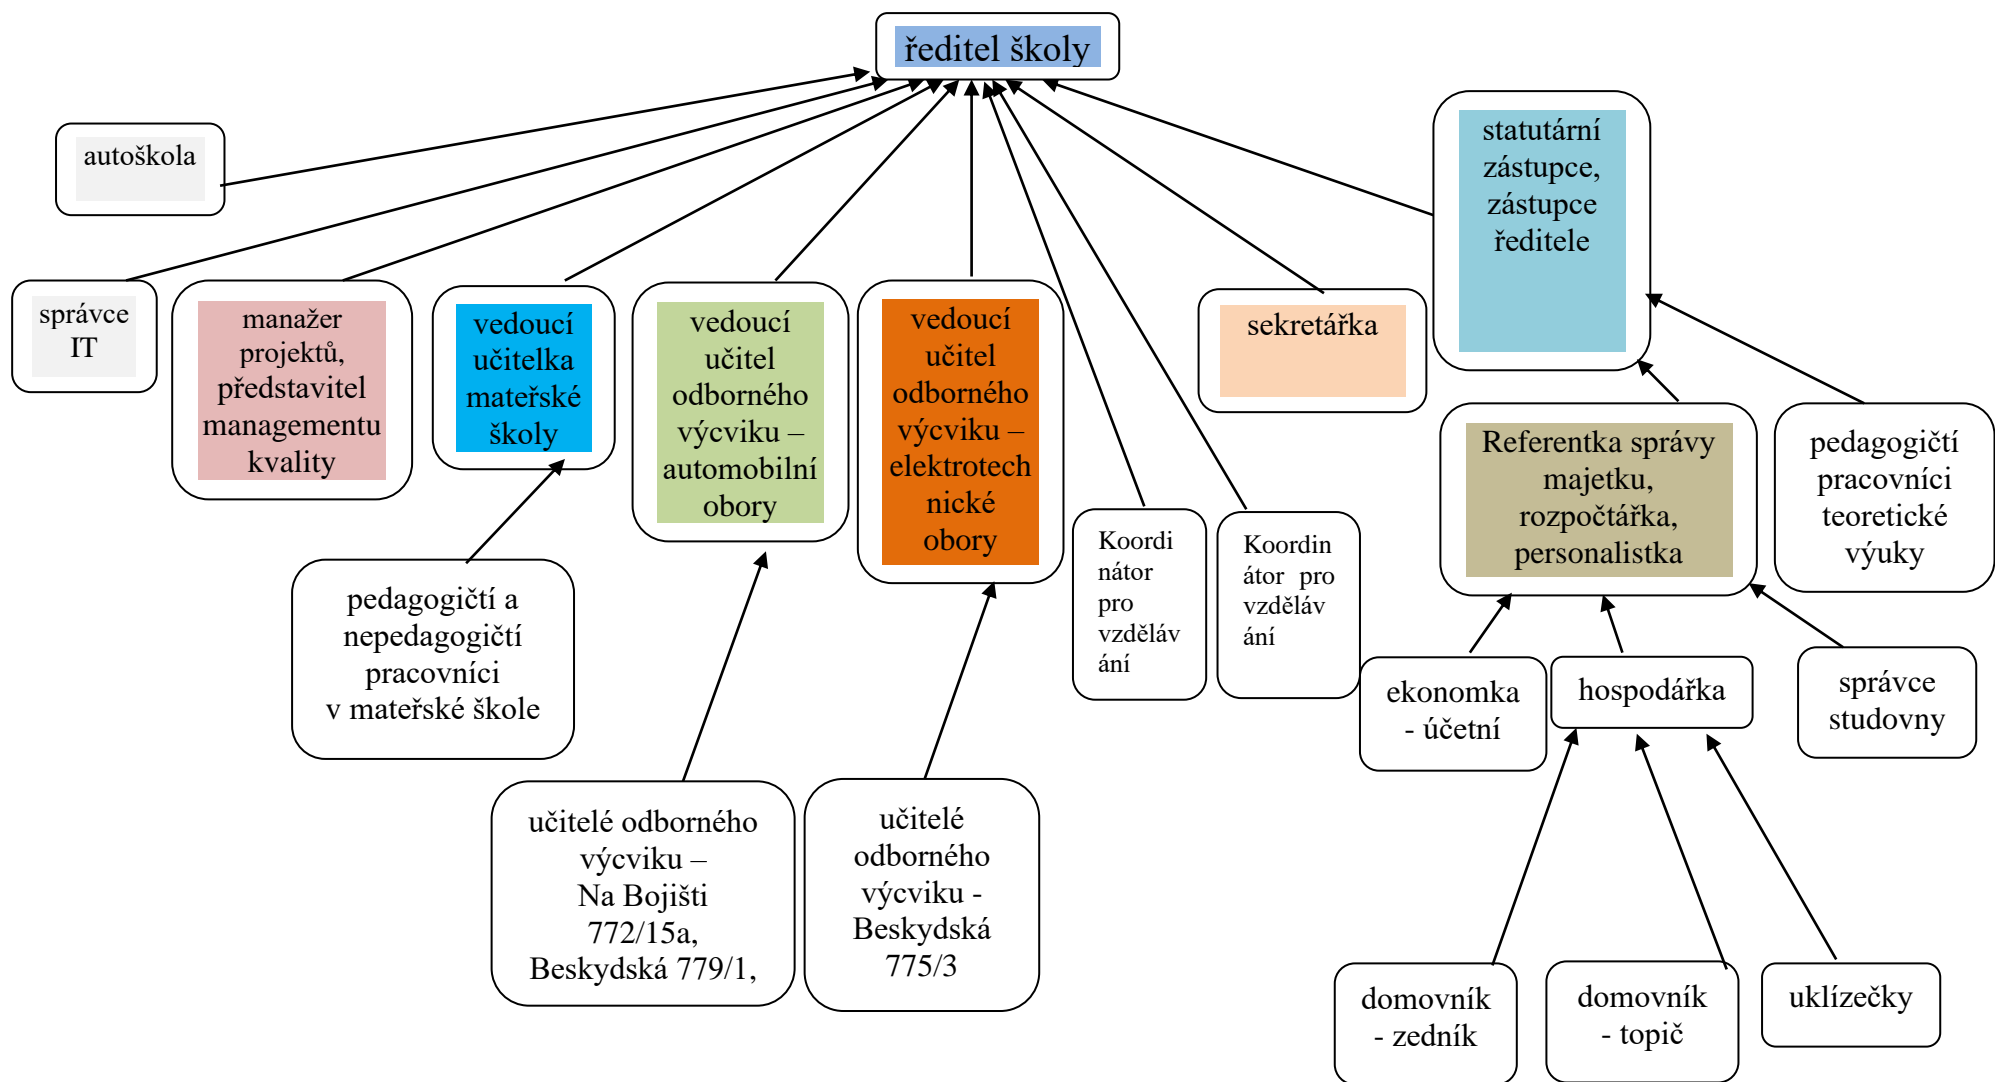 ředitel školy
autoškola
statutární
zástupce,
zástupce
ředitele
správce
IT
manažer
projektů,
představitel
managementu
kvality
vedoucí
učitelka
mateřské
školy
vedoucí
učitel
odborného
výcviku –
automobilní
obory
vedoucí
učitel
odborného
výcviku –
elektrotech
nické
obory
sekretářka
Referentka správy
majetku,
rozpočtářka,
personalistka
pedagogičtí
pracovníci
teoretické
výuky
Koordi
nátor
pro
vzděláv
ání
Koordin
átor pro
vzděláv
ání
pedagogičtí a
nepedagogičtí
pracovníci
v mateřské škole
ekonomka
- účetní
hospodářka
správce
studovny
učitelé odborného
výcviku –
Na Bojišti
772/15a,
Beskydská 779/1,
učitelé
odborného
výcviku -
Beskydská
775/3
domovník
- zedník
domovník
- topič
uklízečky